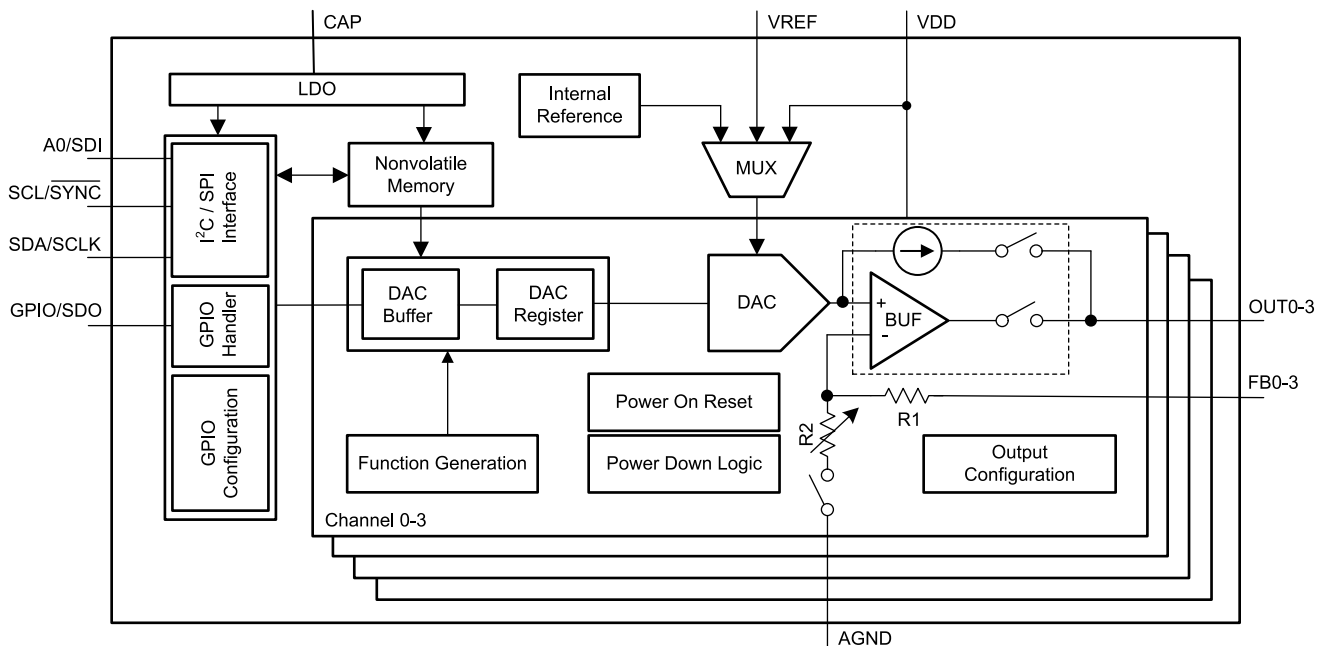 CAP
VREF
VDD
LDO
Internal
Reference
A0/SDI
SCL/SYNC
SDA/SCLK
GPIO/SDO
I²C / SPI
Interface
GPIO
Handler
GPIO
Configuration
Nonvolatile
Memory
MUX
DAC
Buffer
DAC
Register
DAC
+
BUF
-
OUT0-3
FB0-3
R1
R2
Power On Reset
Function Generation
Power Down Logic
Output
Configuration
Channel 0-3
AGND